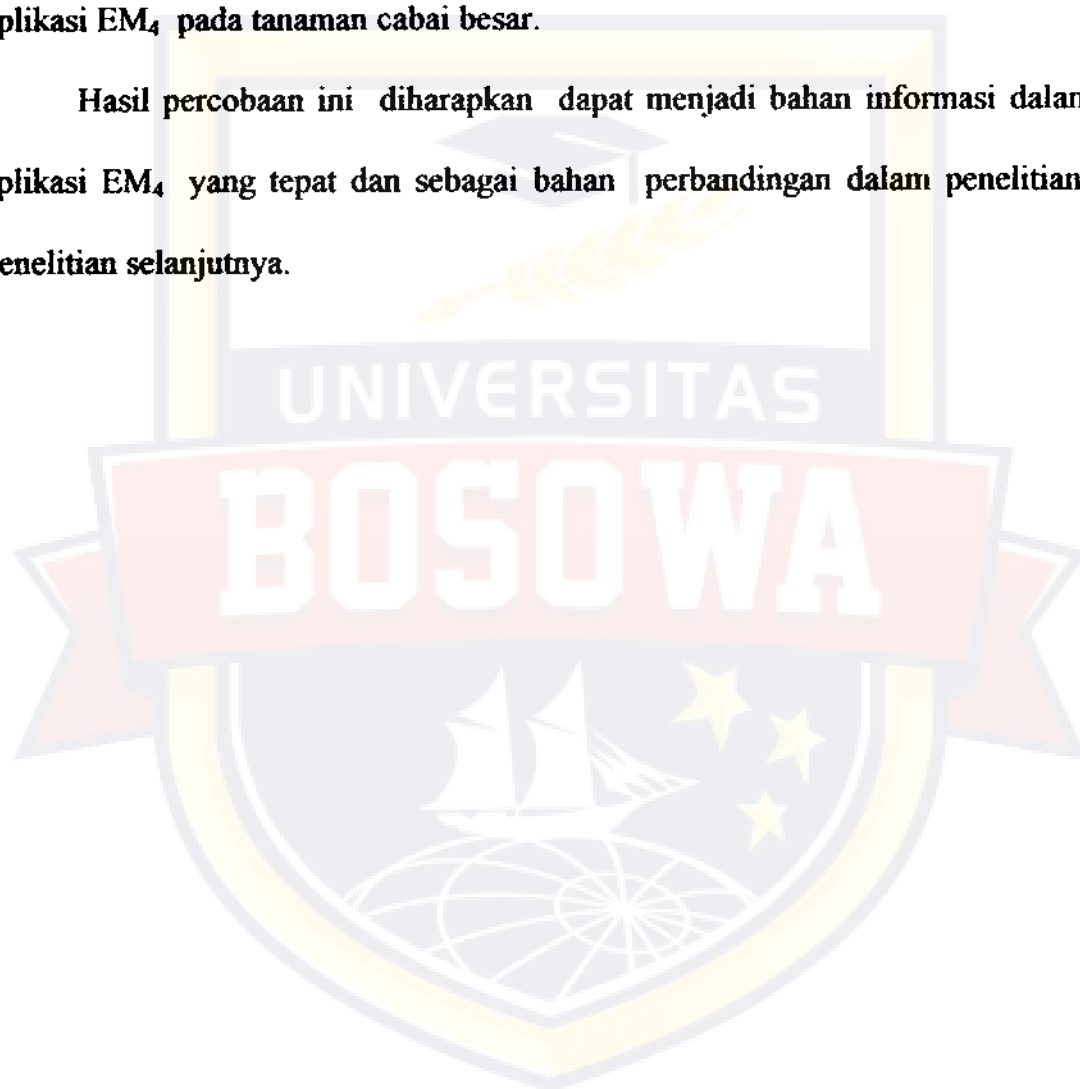 plikasi EM₄ pada tanaman cabai besar.
Hasil percobaan ini diharapkan dapat menjadi bahan informasi dalan
plikasi EM₄ yang tepat dan sebagai bahan perbandingan dalam penelitian
enelitian selanjutnya.
UNIVERSITAS
BOSOWA